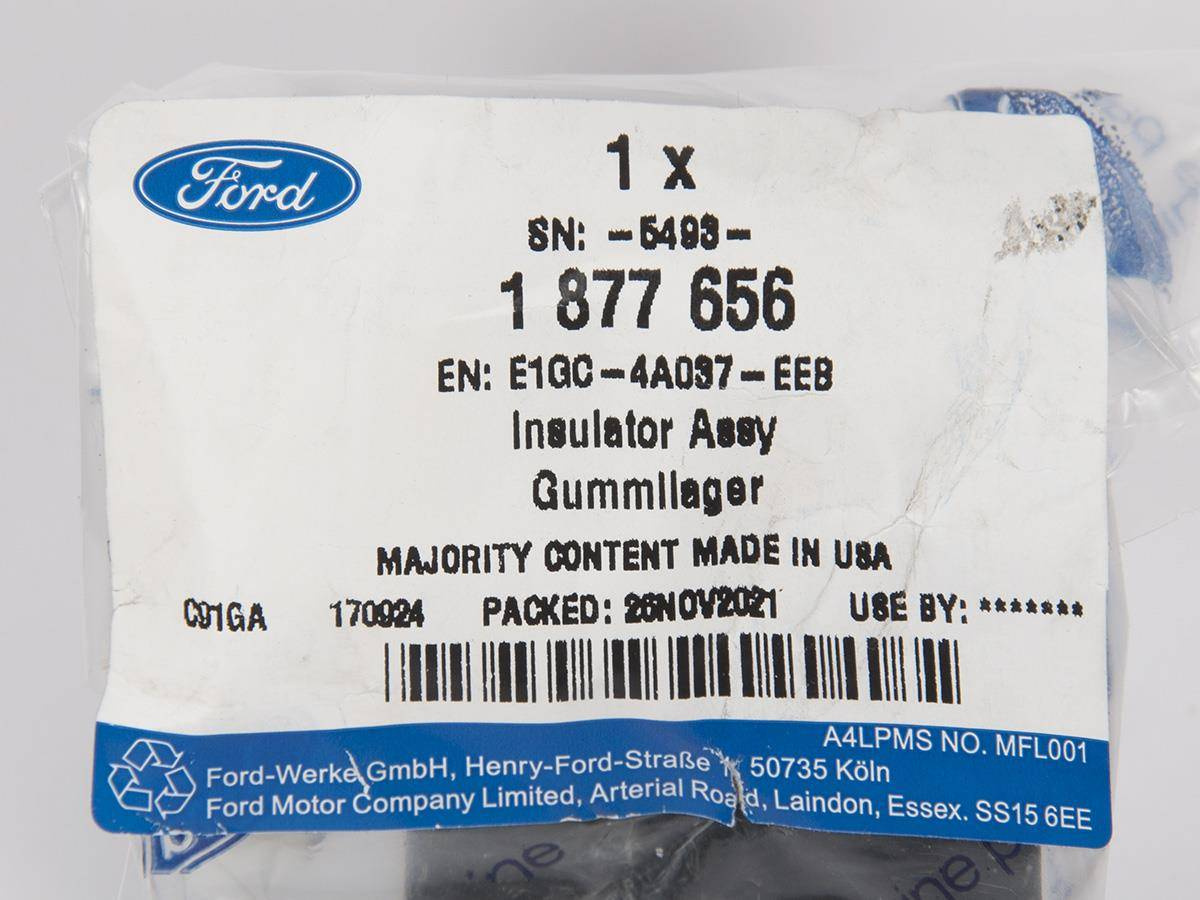 Ford
1 x
SN: -5493-
1 877 656
EN: E1GC-4A037-EEB
Insulator Assy
Gummilager
MAJORITY CONTENT MADE IN USA
C91GA 170924 PACKED: 26NOV2021 USE BY: *******
A4LPMS NO. MFL001
Ford-Werke GmbH, Henry-Ford-Straße 1, 50735 Köln
Ford Motor Company Limited, Arterial Road, Laindon, Essex. SS15 6EE